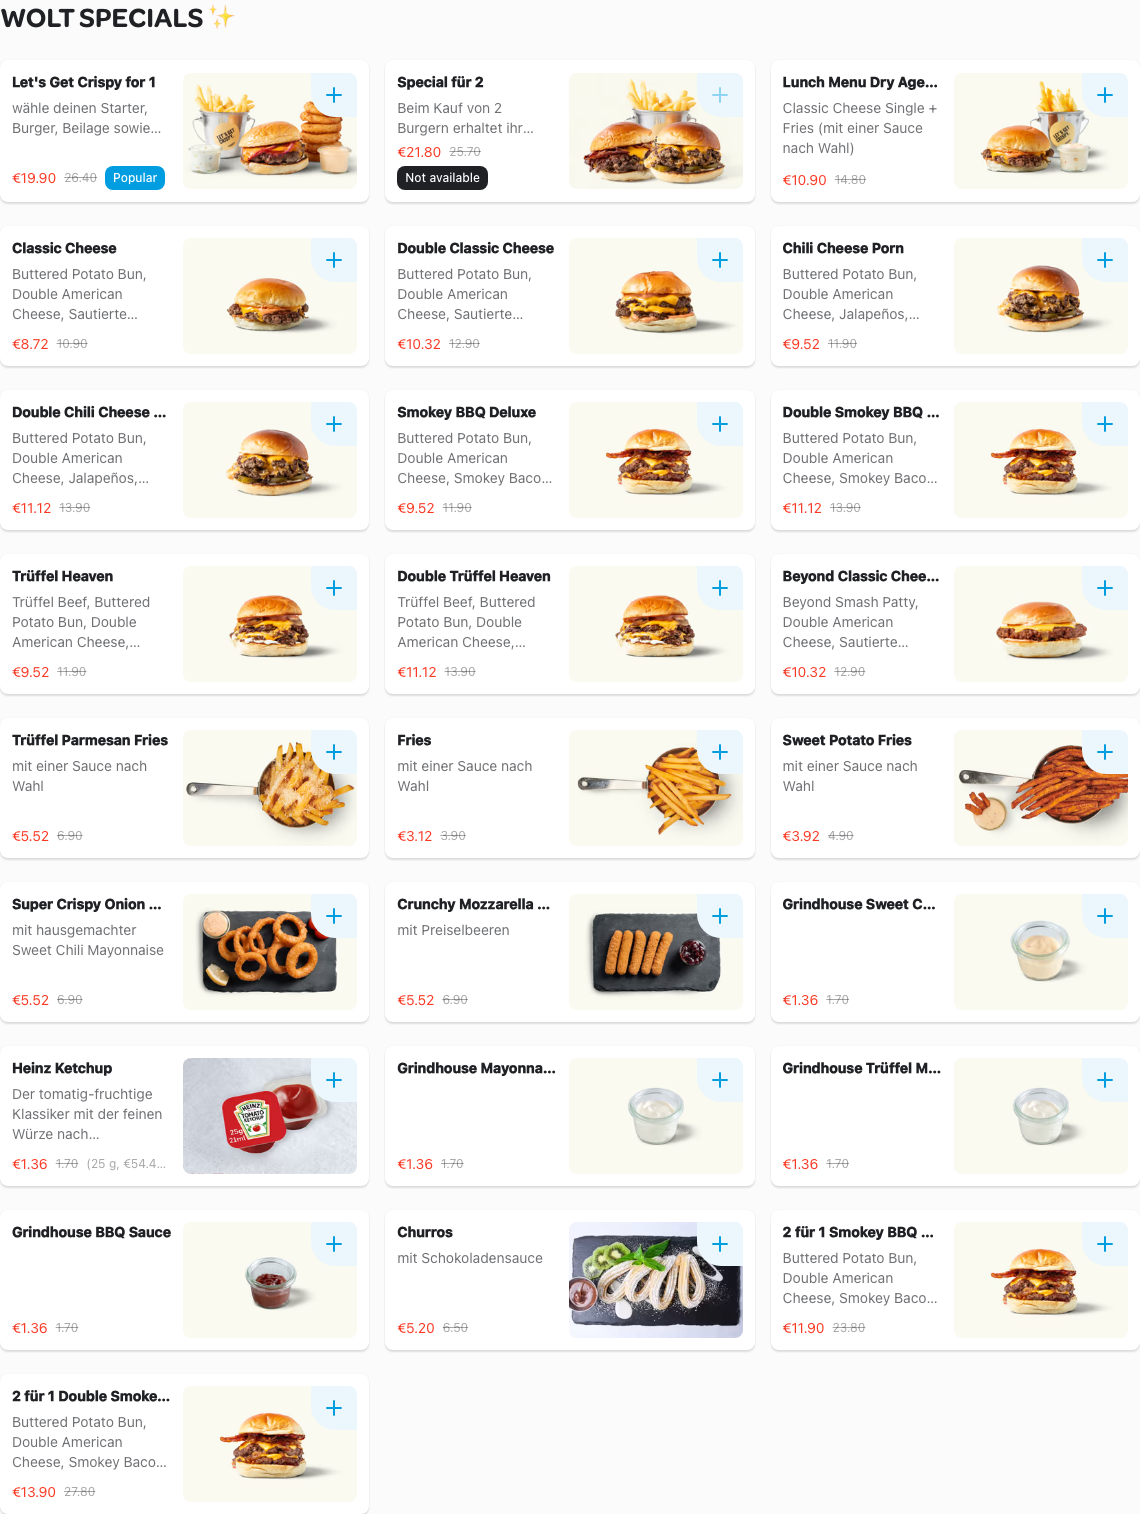 WOLT SPECIALS ✨
Let's Get Crispy for 1
wähle deinen Starter,
Burger, Beilage sowie...
€19.90 26.40 Popular
Special für 2
Beim Kauf von 2
Burgern erhaltet ihr...
€21.80 25.70
Not available
Lunch Menu Dry Age...
Classic Cheese Single +
Fries (mit einer Sauce
nach Wahl)
€10.90 14.80
Classic Cheese
Buttered Potato Bun,
Double American
Cheese, Sautierte...
€8.72 10.90
Double Classic Cheese
Buttered Potato Bun,
Double American
Cheese, Sautierte...
€10.32 12.90
Chili Cheese Porn
Buttered Potato Bun,
Double American
Cheese, Jalapeños,...
€9.52 11.90
Double Chili Cheese ...
Buttered Potato Bun,
Double American
Cheese, Jalapeños,...
€11.12 13.90
Smokey BBQ Deluxe
Buttered Potato Bun,
Double American
Cheese, Smokey Baco...
€9.52 11.90
Double Smokey BBQ ...
Buttered Potato Bun,
Double American
Cheese, Smokey Baco...
€11.12 13.90
Trüffel Heaven
Trüffel Beef, Buttered
Potato Bun, Double
American Cheese,...
€9.52 11.90
Double Trüffel Heaven
Trüffel Beef, Buttered
Potato Bun, Double
American Cheese,...
€11.12 13.90
Beyond Classic Chee...
Beyond Smash Patty,
Double American
Cheese, Sautierte...
€10.32 12.90
Trüffel Parmesan Fries
mit einer Sauce nach
Wahl
€5.52 6.90
Fries
mit einer Sauce nach
Wahl
€3.12 3.90
Sweet Potato Fries
mit einer Sauce nach
Wahl
€3.92 4.90
Super Crispy Onion ...
mit hausgemachter
Sweet Chili Mayonnaise
€5.52 6.90
Crunchy Mozzarella ...
mit Preiselbeeren
€5.52 6.90
Grindhouse Sweet C...
€1.36 1.70
Heinz Ketchup
Der tomatig-fruchtige
Klassiker mit der feinen
Würze nach...
€1.36 1.70 (25 g, €54.4...
HEINZ
TOMATO
KETCHUP
25g
21ml
Grindhouse Mayonna...
€1.36 1.70
Grindhouse Trüffel M...
€1.36 1.70
Grindhouse BBQ Sauce
€1.36 1.70
Churros
mit Schokoladensauce
€5.20 6.50
2 für 1 Smokey BBQ ...
Buttered Potato Bun,
Double American
Cheese, Smokey Baco...
€11.90 23.80
2 für 1 Double Smoke...
Buttered Potato Bun,
Double American
Cheese, Smokey Baco...
€13.90 27.80